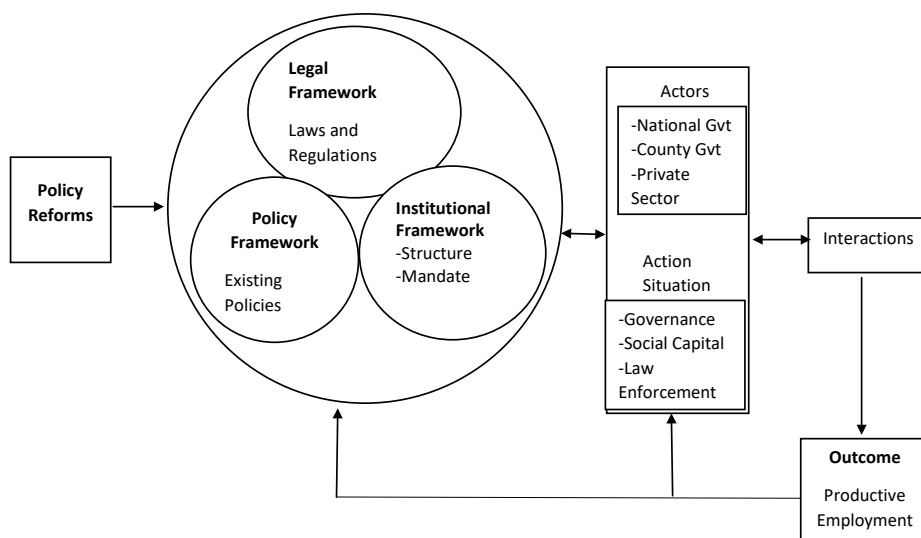 Policy
Reforms
Legal
Framework
Laws and
Regulations
Policy
Framework
Existing
Policies
Institutional
Framework
-Structure
-Mandate
Actors
-National Gvt
-County Gvt
-Private
Sector
Action
Situation
-Governance
-Social Capital
-Law
Enforcement
Interactions
Outcome
Productive
Employment